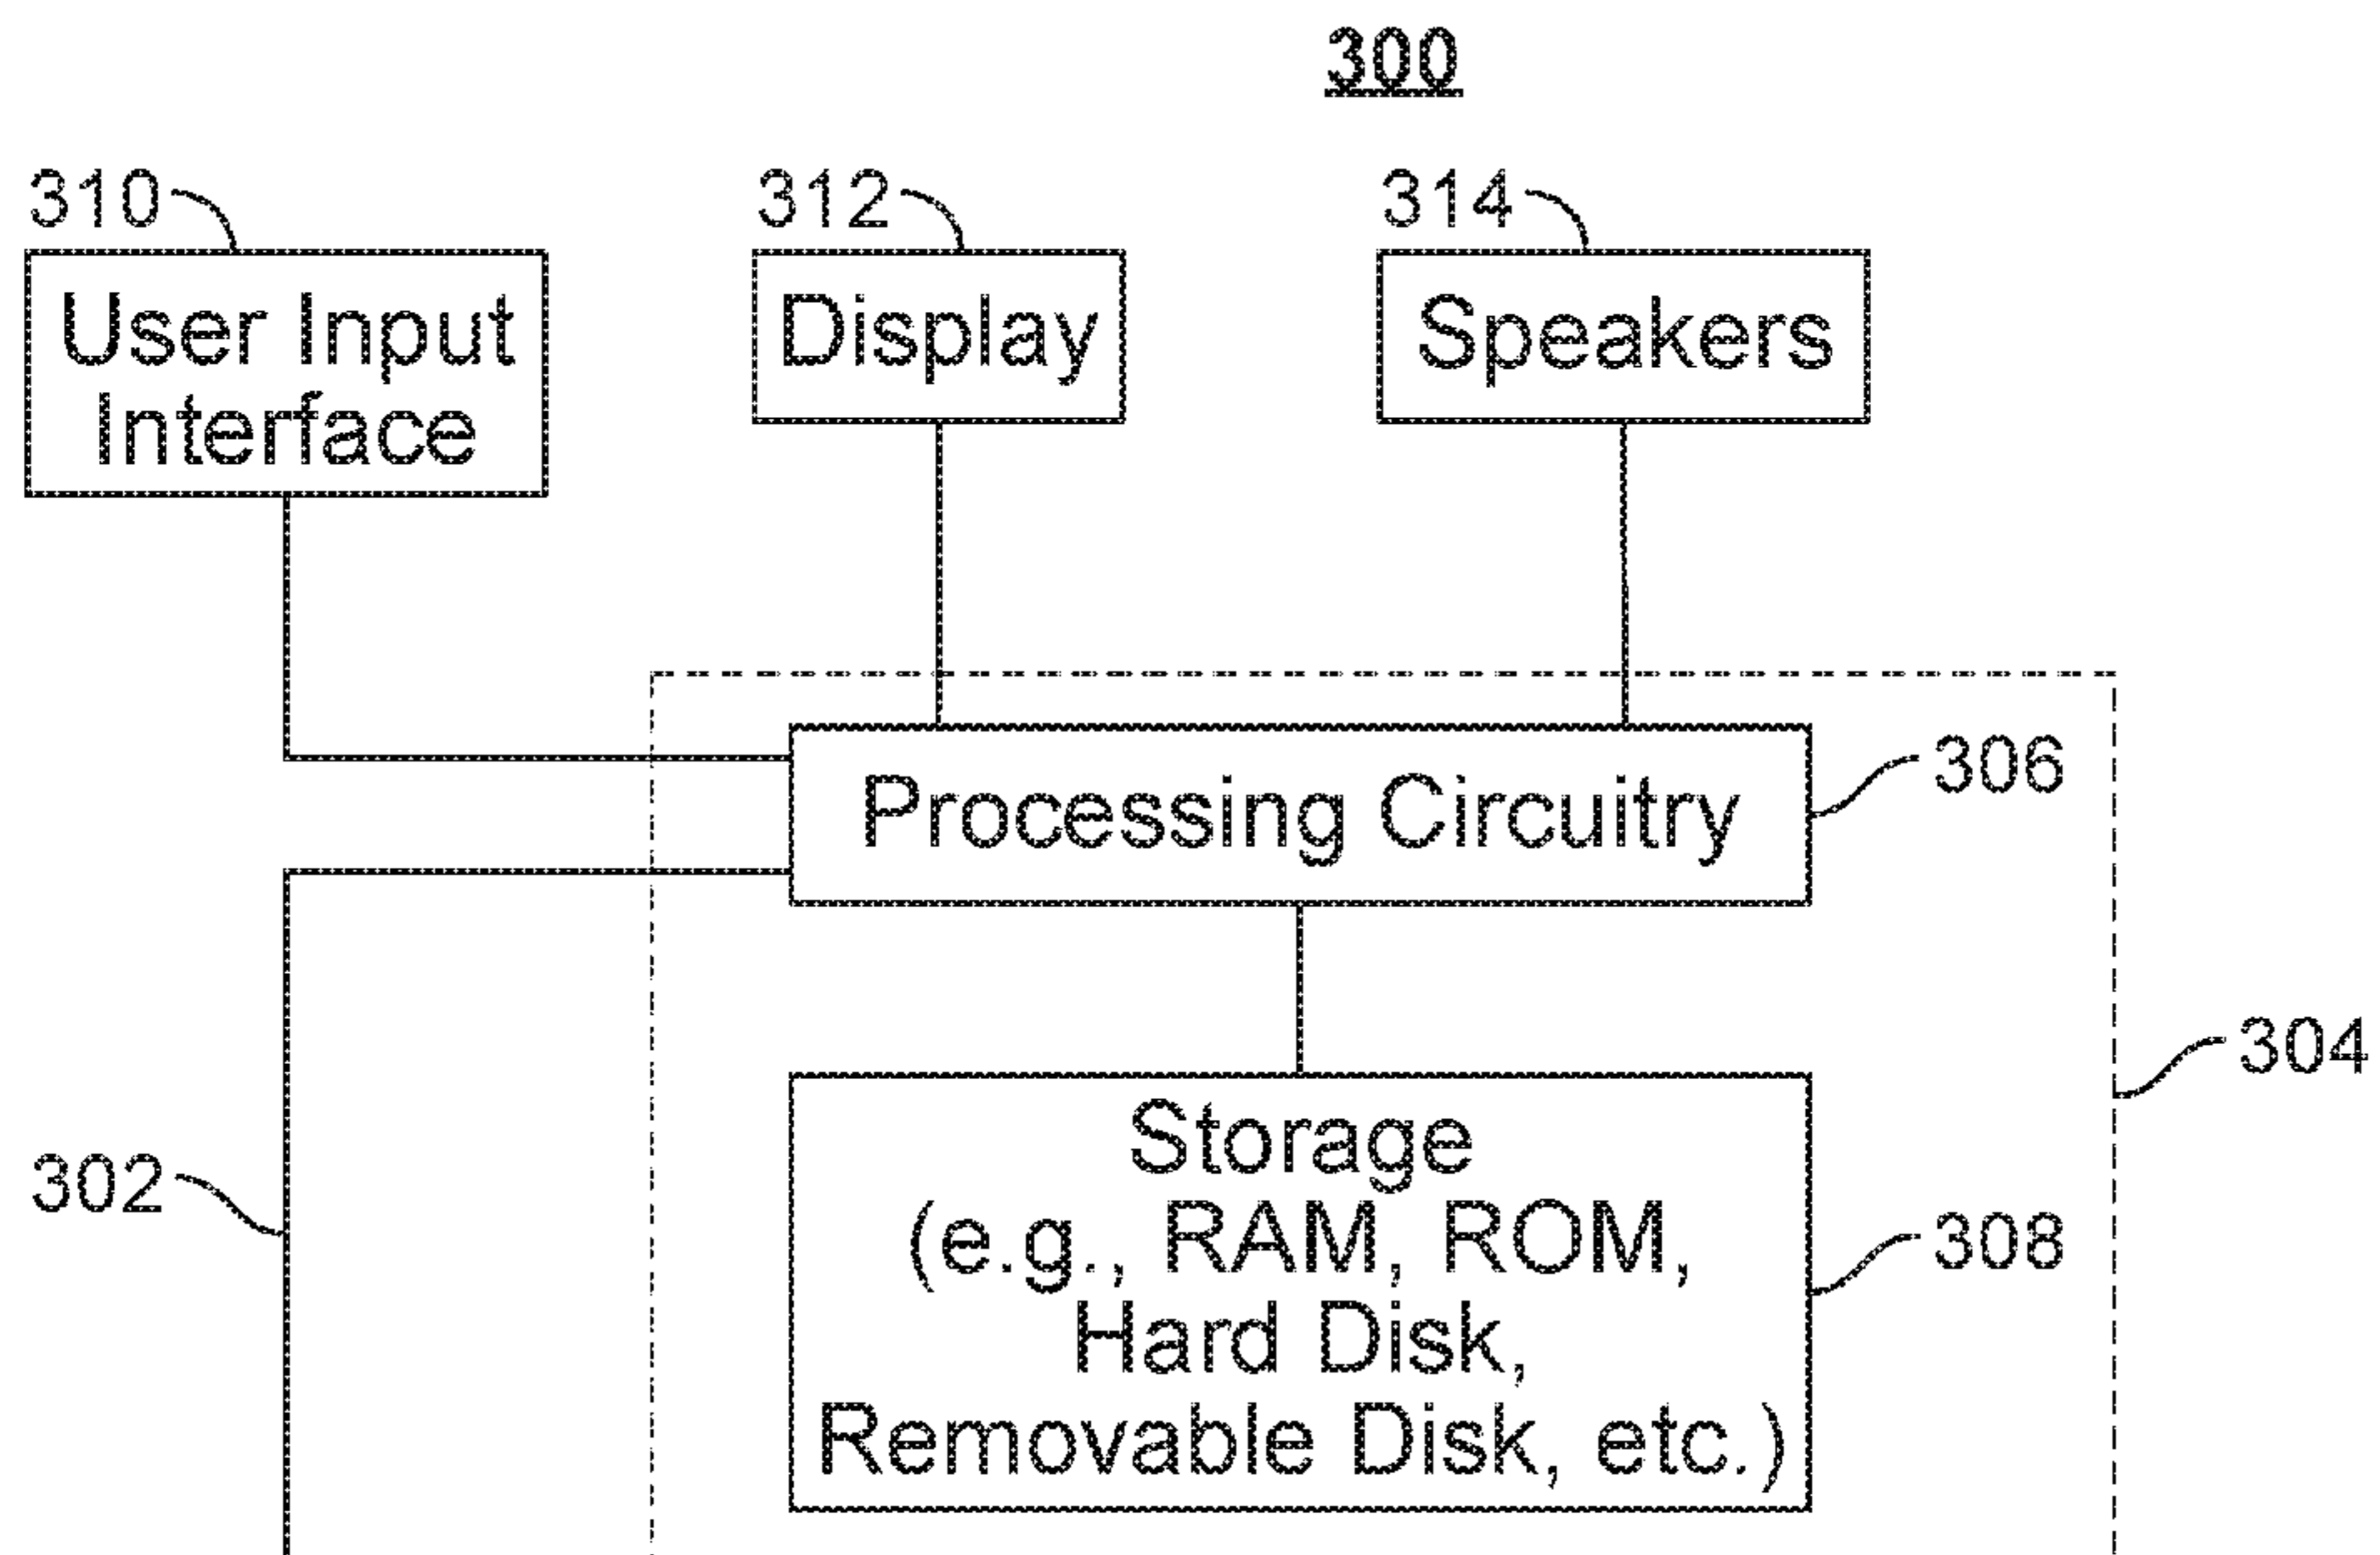 300
310
312
314
User Input
Interface
Display
Speakers
Processing Circuitry
306
304
302
Storage
(e.g., RAM, ROM,
Hard Disk,
Removable Disk, etc.)
308